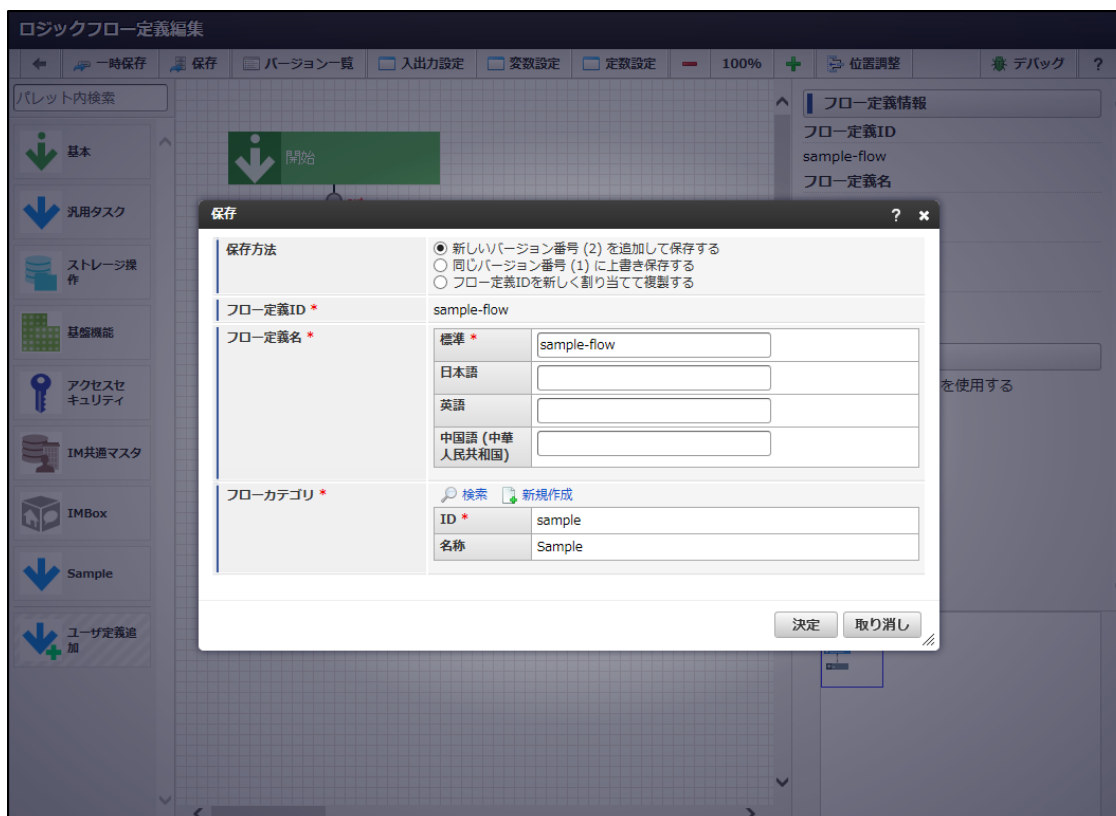 ロジックフロー定義編集
一時保存 保存 バージョン一覧 入出力設定 変数設定 定数設定 100% 位置調整 デバッグ ?
パレット内検索
基本
汎用タスク
ストレージ操
作
基盤機能
アクセスセ
キュリティ
IM共通マスタ
IMBox
Sample
ユーザ定義追
加
開始
フロー定義情報
フロー定義ID
sample-flow
フロー定義名
を使用する
保存 ?
保存方法
新しいバージョン番号 (2) を追加して保存する
同じバージョン番号 (1) に上書き保存する
フロー定義IDを新しく割り当てて複製する
フロー定義ID * sample-flow
フロー定義名 *
標準 * sample-flow
日本語
英語
中国語 (中華
人民共和国)
フローカテゴリ *
検索 新規作成
ID * sample
名称 Sample
決定 取り消し